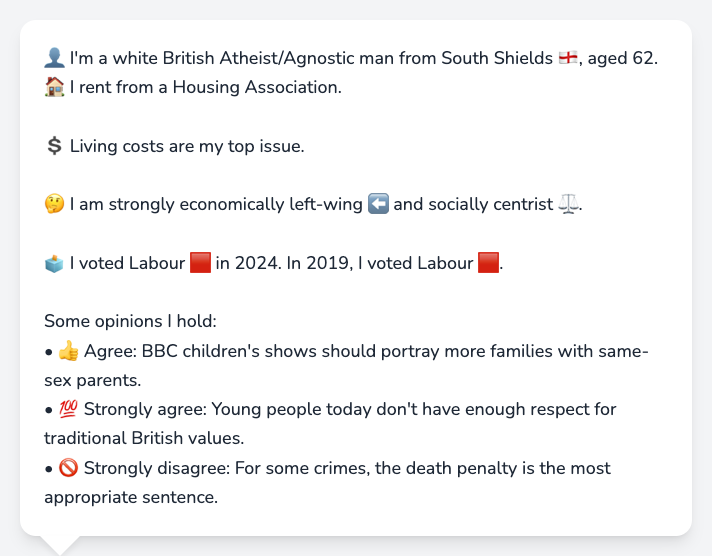 👤 I'm a white British Atheist/Agnostic man from South Shields 🏴󠁧󠁢󠁥󠁮󠁧󠁿, aged 62.
🏠 I rent from a Housing Association.
💲 Living costs are my top issue.
🤔 I am strongly economically left-wing ⬅️ and socially centrist ⚖️.
🗳️ I voted Labour 🟥 in 2024. In 2019, I voted Labour 🟥.
Some opinions I hold:
• 👍 Agree: BBC children's shows should portray more families with same-
sex parents.
• 💯 Strongly agree: Young people today don't have enough respect for
traditional British values.
• 🚫 Strongly disagree: For some crimes, the death penalty is the most
appropriate sentence.